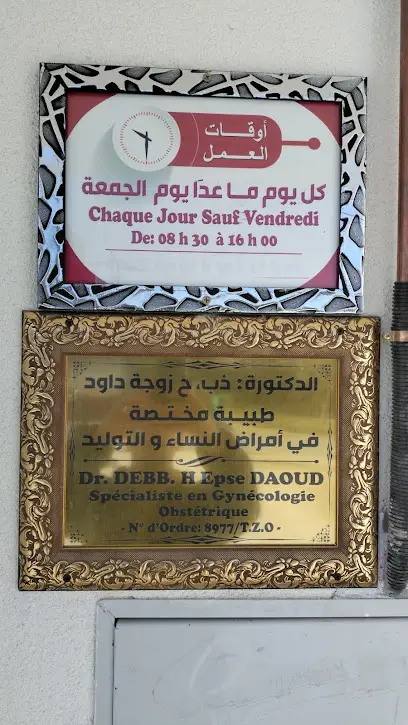 أوقات
العمل
كل يوم ما عدَا يوم الجمعة
Chaque Jour Sauf Vendredi
De: 08 h 30 à 16 h 00
الدكتورة: ذب. ح زوجة داود
طبيبة مختصة
في أمراض النساء و التوليد
Dr. DEBB. H Epse DAOUD
Spécialiste en Gynécologie
Obstétrique
- N° d'Ordre: 8977/T.Z.O -